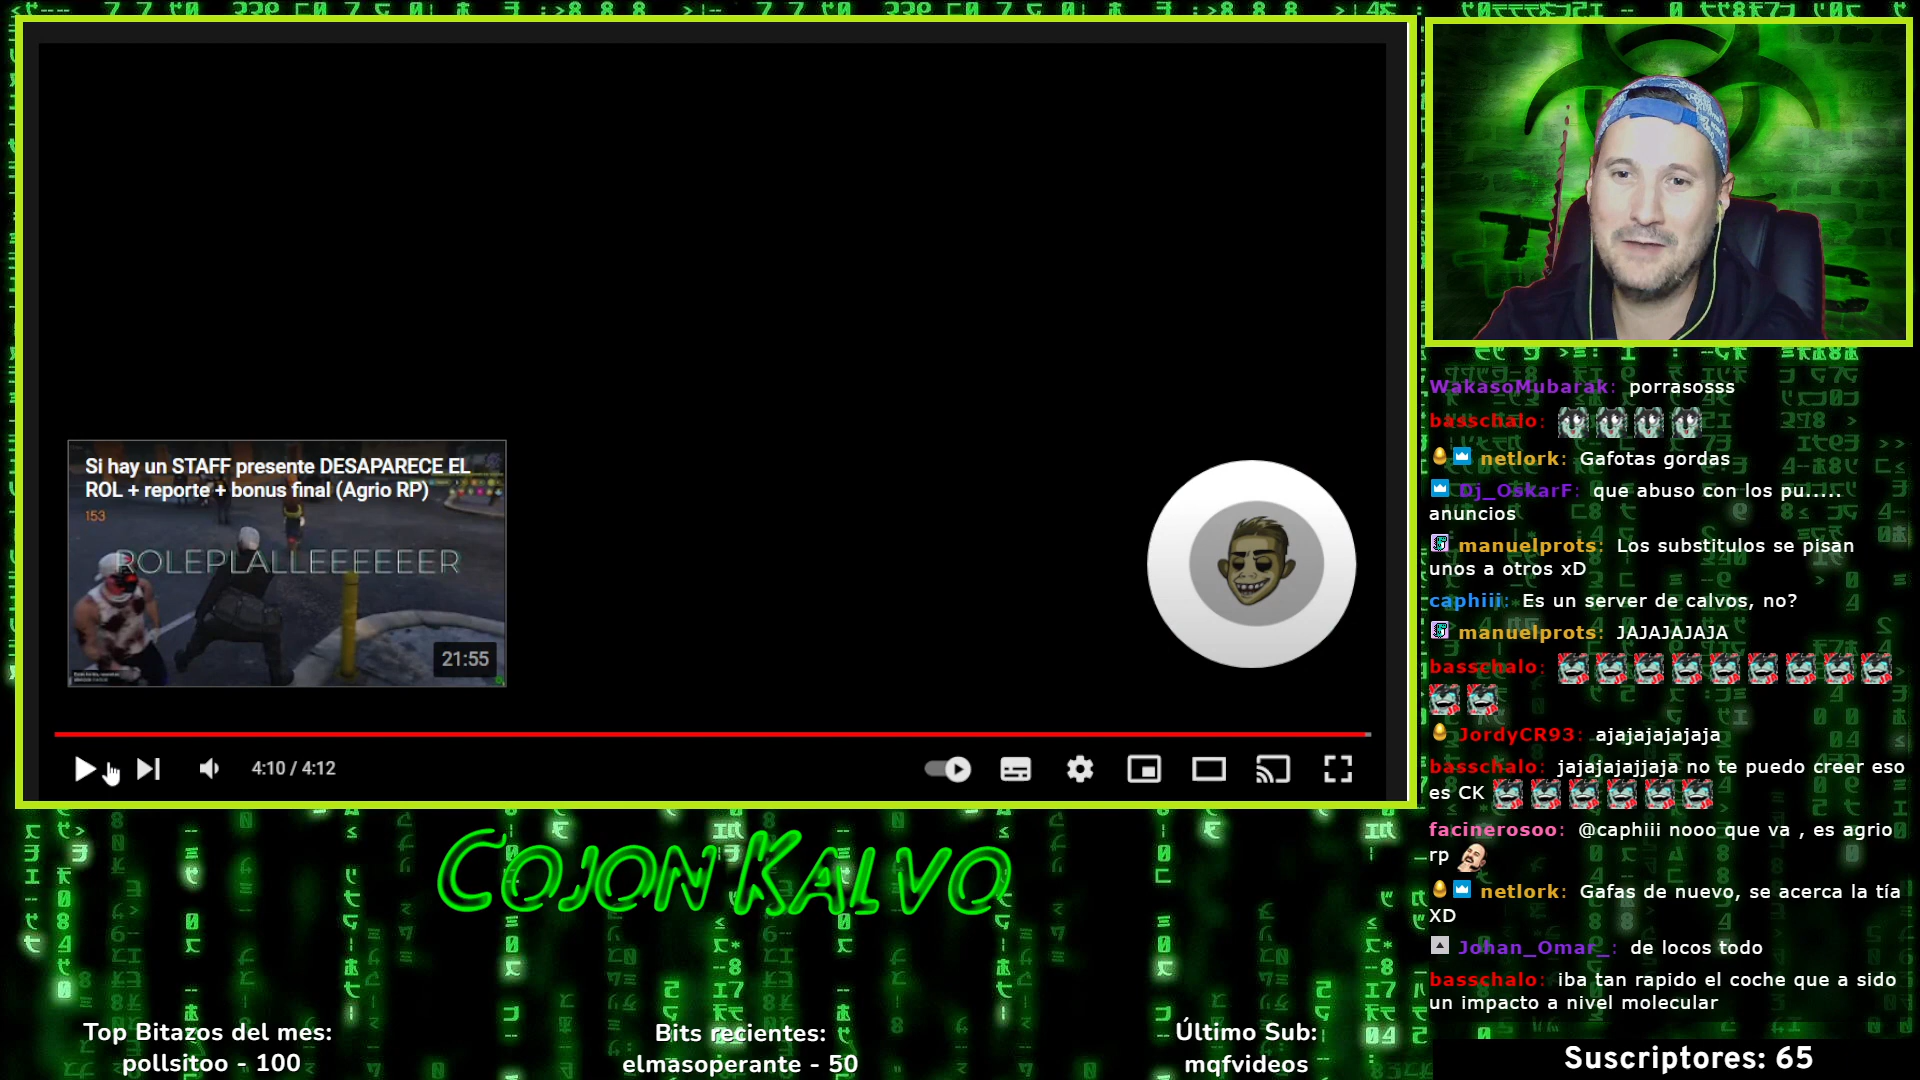 Si hay un STAFF presente DESAPARECE EL
ROL + reporte + bonus final (Agrio RP)
153
ROLEPLALLEEEEEER
21:55
4:10 / 4:12
WakasoMubarak: porrasosss
basschalo:
netlork: Gafotas gordas
Dj_OskarF: que abuso con los pu.....
anuncios
manuelprots: Los substitulos se pisan
unos a otros xD
caphiii: Es un server de calvos, no?
manuelprots: JAJAJAJAJA
basschalo:
JordyCR93: ajajajajajaja
basschalo: jajajajajjaja no te puedo creer eso
es CK
facinerosoo: @caphiii nooo que va , es agrio
rp
netlork: Gafas de nuevo, se acerca la tía
XD
Johan_Omar_: de locos todo
basschalo: iba tan rapido el coche que a sido
un impacto a nivel molecular
COJON KALVO
Top Bitazos del mes:
pollsitoo - 100
Bits recientes:
elmasoperante - 50
Último Sub:
mqfvideos
Suscriptores: 65